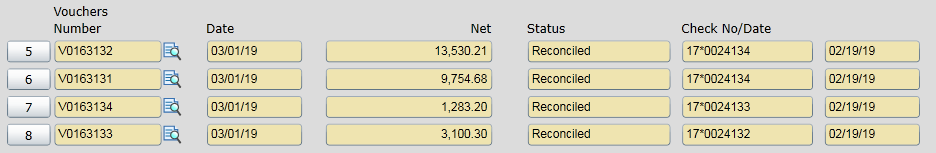 Vouchers
Number Date Net Status Check No/Date
5 V0163132 03/01/19 13,530.21 Reconciled 17*0024134 02/19/19
6 V0163131 03/01/19 9,754.68 Reconciled 17*0024134 02/19/19
7 V0163134 03/01/19 1,283.20 Reconciled 17*0024133 02/19/19
8 V0163133 03/01/19 3,100.30 Reconciled 17*0024132 02/19/19